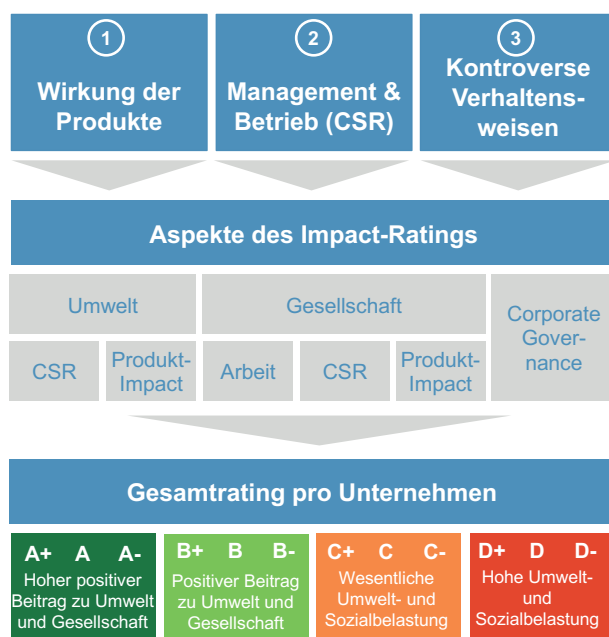 1
Wirkung der
Produkte
2
Management &
Betrieb (CSR)
3
Kontroverse
Verhaltens-
weisen
Aspekte des Impact-Ratings
Umwelt
Gesellschaft
Corporate
Gover-
nance
CSR
Produkt-
Impact
Arbeit
CSR
Produkt-
Impact
Gesamtrating pro Unternehmen
A+ A A-
Hoher positiver
Beitrag zu Umwelt
und Gesellschaft
B+ B B-
Positiver Beitrag
zu Umwelt und
Gesellschaft
C+ C C-
Wesentliche
Umwelt- und
Sozialbelastung
D+ D D-
Hohe Umwelt-
und
Sozialbelastung